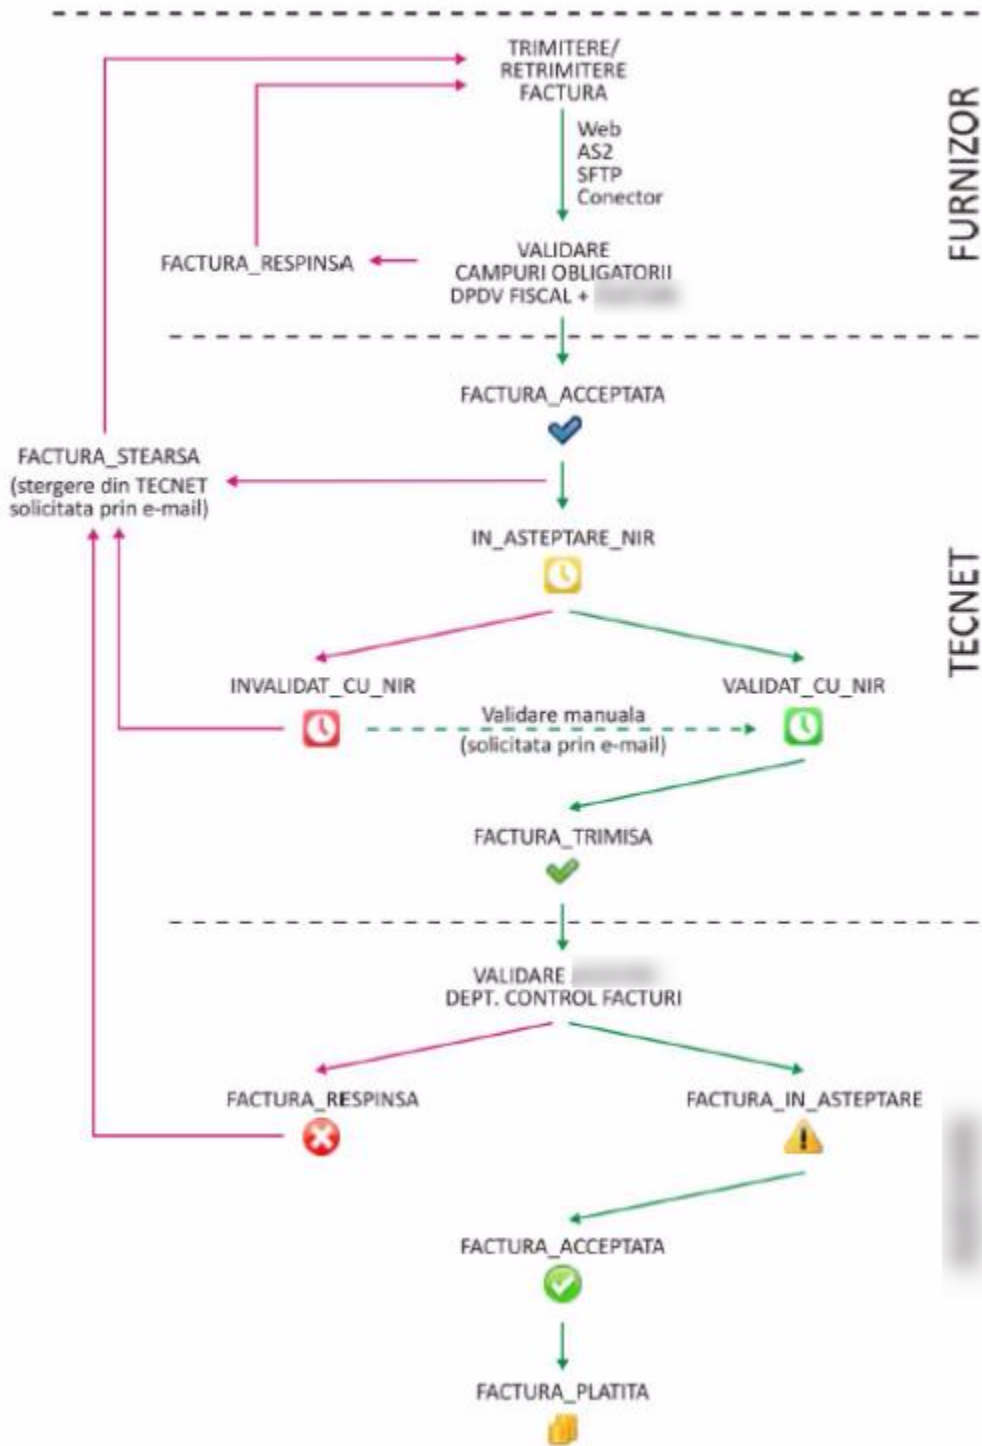 TRIMITERE/
RETRIMITERE
FACTURA
Web
AS2
SFTP
Conector
FURNIZOR
FACTURA_RESPINSA
VALIDARE
CAMPURI OBLIGATORII
DPDV FISCAL +
FACTURA_ACCEPTATA
FACTURA_STEARSA
(stergere din TECNET
solicitata prin e-mail)
IN_ASTEPTARE_NIR
TECNET
INVALIDAT_CU_NIR
VALIDAT_CU_NIR
Validare manuala
(solicitata prin e-mail)
FACTURA_TRIMISA
VALIDARE
DEPT. CONTROL FACTURI
FACTURA_RESPINSA
FACTURA_IN_ASTEPTARE
FACTURA_ACCEPTATA
FACTURA_PLATITA